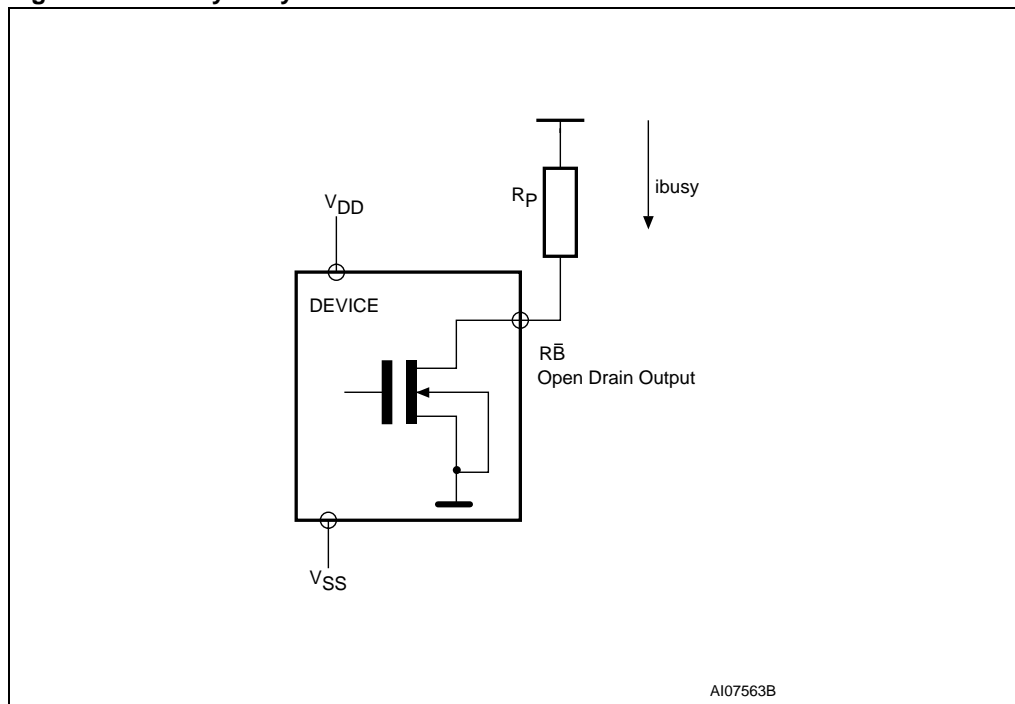 ibusy
RP
VDD
DEVICE
RB̄
Open Drain Output
VSS
AI07563B